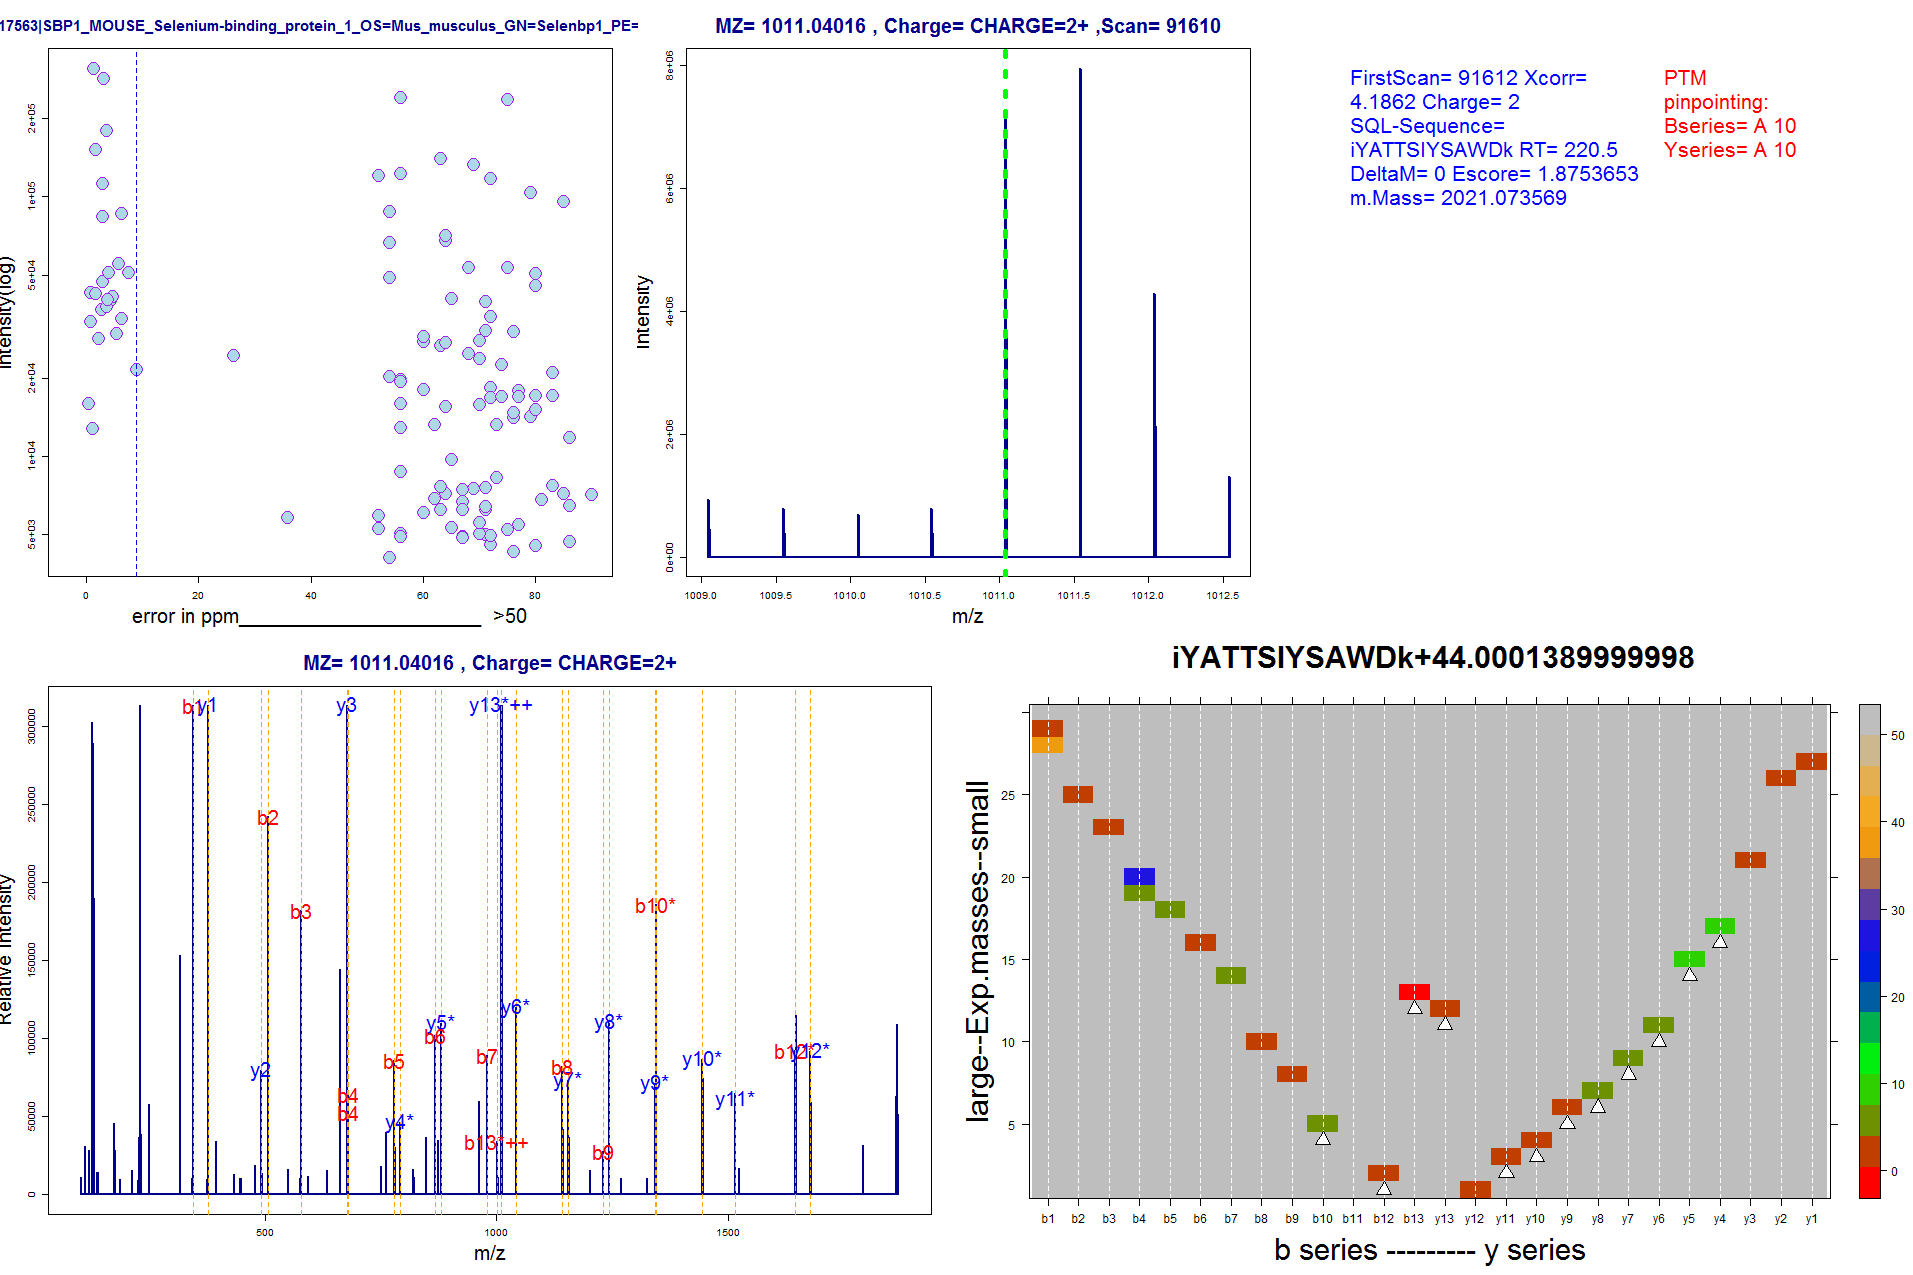 17563|SBP1_MOUSE_Selenium-binding_protein_1_OS=Mus_musculus_GN=Selenbp1_PE=
Intensity(log)
5e+03 1e+04 2e+04 5e+04 1e+05 2e+05
0 20 40 60 80
error in ppm______________________ >50
MZ= 1011.04016 , Charge= CHARGE=2+ ,Scan= 91610
Intensity
0e+00 2e+06 4e+06 6e+06 8e+06
1009.0 1009.5 1010.0 1010.5 1011.0 1011.5 1012.0 1012.5
m/z
FirstScan= 91612 Xcorr=
4.1862 Charge= 2
SQL-Sequence=
iYATTSIYSAWDk RT= 220.5
DeltaM= 0 Escore= 1.8753653
m.Mass= 2021.073569
PTM
pinpointing:
Bseries= A 10
Yseries= A 10
MZ= 1011.04016 , Charge= CHARGE=2+
Relative Intensity
0 50000 100000 150000 200000 250000 300000
b1 y1 y3 y13*++
b2
b10*
b3
y6*
y5* y8*
b6
b12* y12*
b7 y10*
b5
b8
y2
y7* y9*
b4 y11*
b4
y4*
b13*++
b9
500 1000 1500
m/z
iYATTSIYSAWDk+44.0001389999998
large--Exp.masses--small
5 10 15 20 25
b1 b2 b3 b4 b5 b6 b7 b8 b9 b10 b11 b12 b13 y13 y12 y11 y10 y9 y8 y7 y6 y5 y4 y3 y2 y1
b series --------- y series
0 10 20 30 40 50